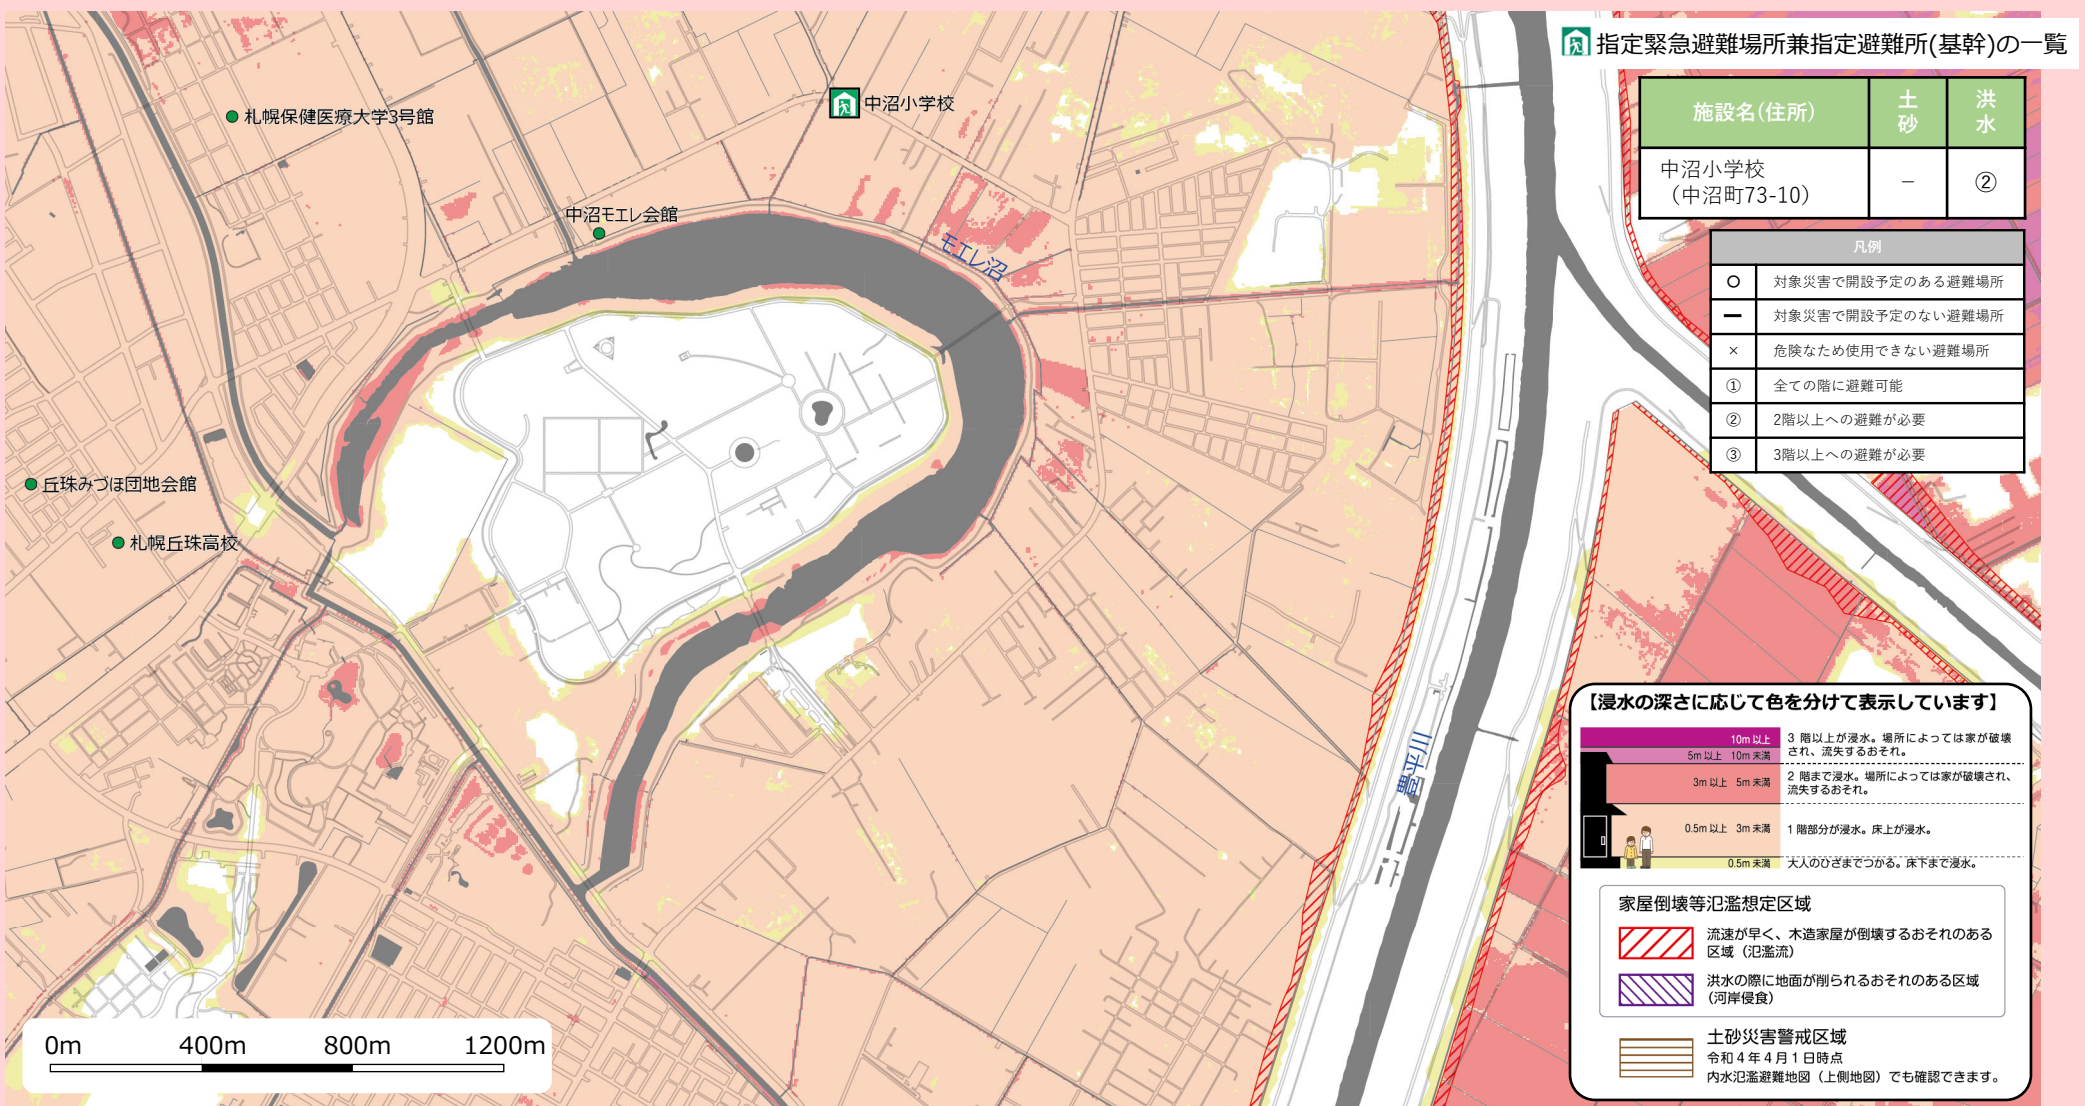 指定緊急避難場所兼指定避難所(基幹)の一覧
施設名(住所)
土砂
洪水
中沼小学校
(中沼町73-10)
－
②
凡例
○ 対象災害で開設予定のある避難場所
ー 対象災害で開設予定のない避難場所
× 危険なため使用できない避難場所
① 全ての階に避難可能
② 2階以上への避難が必要
③ 3階以上への避難が必要
札幌保健医療大学3号館
中沼小学校
中沼モエレ会館
モエレ沼
丘珠みづほ団地会館
札幌丘珠高校
豊平川
【浸水の深さに応じて色を分けて表示しています】
10m 以上
3 階以上が浸水。場所によっては家が破壊
され、流失するおそれ。
5m 以上 10m 未満
3m 以上 5m 未満
2 階まで浸水。場所によっては家が破壊され、
流失するおそれ。
0.5m 以上 3m 未満
1 階部分が浸水。床上が浸水。
0.5m 未満
大人のひざまでつかる。床下まで浸水。
家屋倒壊等氾濫想定区域
流速が早く、木造家屋が倒壊するおそれのある
区域（氾濫流）
洪水の際に地面が削られるおそれのある区域
（河岸侵食）
土砂災害警戒区域
令和４年４月１日時点
内水氾濫避難地図（上側地図）でも確認できます。
0m 400m 800m 1200m